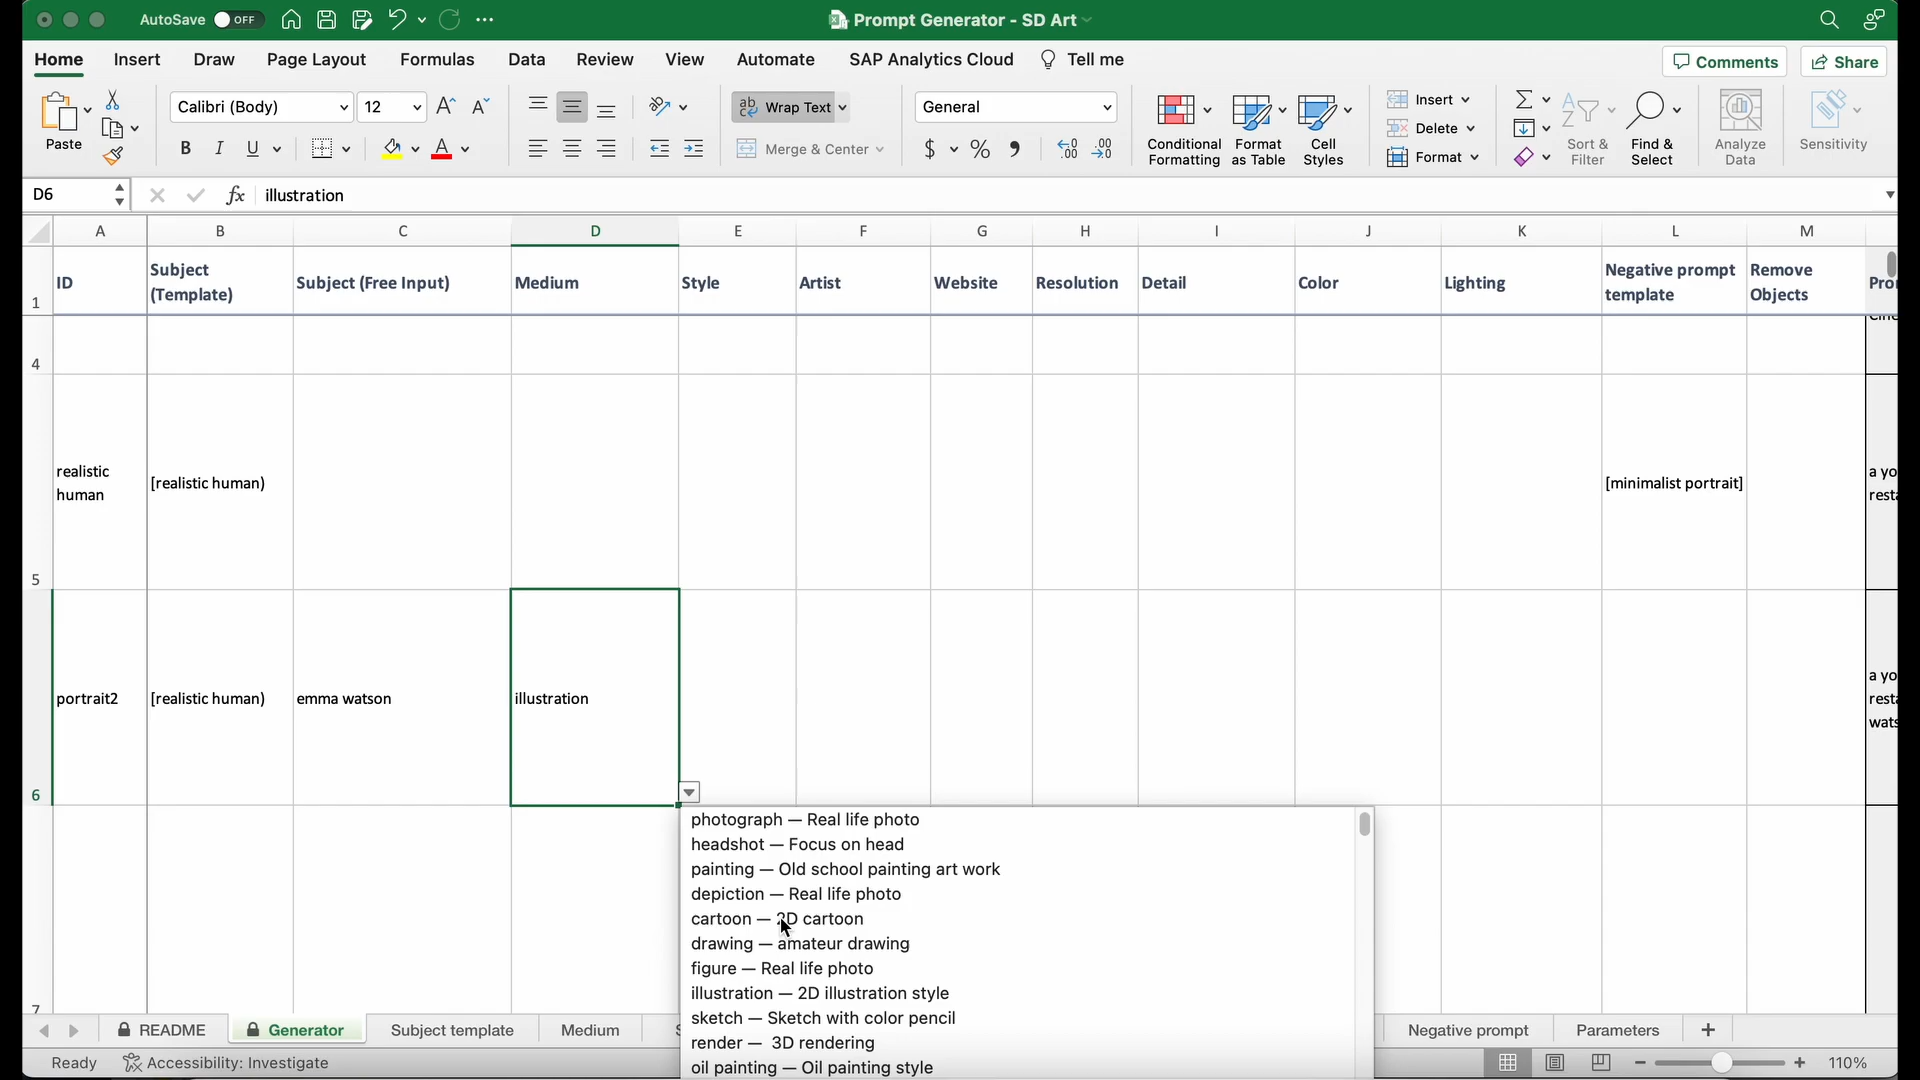 AutoSave OFF Prompt Generator - SD Art
Home Insert Draw Page Layout Formulas Data Review View Automate SAP Analytics Cloud Tell me Comments Share
Paste Calibri (Body) 12 A^ A˅ Wrap Text General Insert
B I U A Merge & Center $ % Delete
Conditional Formatting Format as Table Cell Styles Format Sort & Filter Find & Select Analyze Data Sensitivity
D6 fx illustration
A B C D E F G H I J K L M
1 ID Subject (Template) Subject (Free Input) Medium Style Artist Website Resolution Detail Color Lighting Negative prompt template Remove Objects
4
5 realistic human [realistic human) [minimalist portrait] a yo
6 portrait2 [realistic human) emma watson illustration a yo
7
photograph — Real life photo
headshot — Focus on head
painting — Old school painting art work
depiction — Real life photo
cartoon — 2D cartoon
drawing — amateur drawing
figure — Real life photo
illustration — 2D illustration style
sketch — Sketch with color pencil
render — 3D rendering
oil painting — Oil painting style
README Generator Subject template Medium Negative prompt Parameters +
Ready Accessibility: Investigate 110%